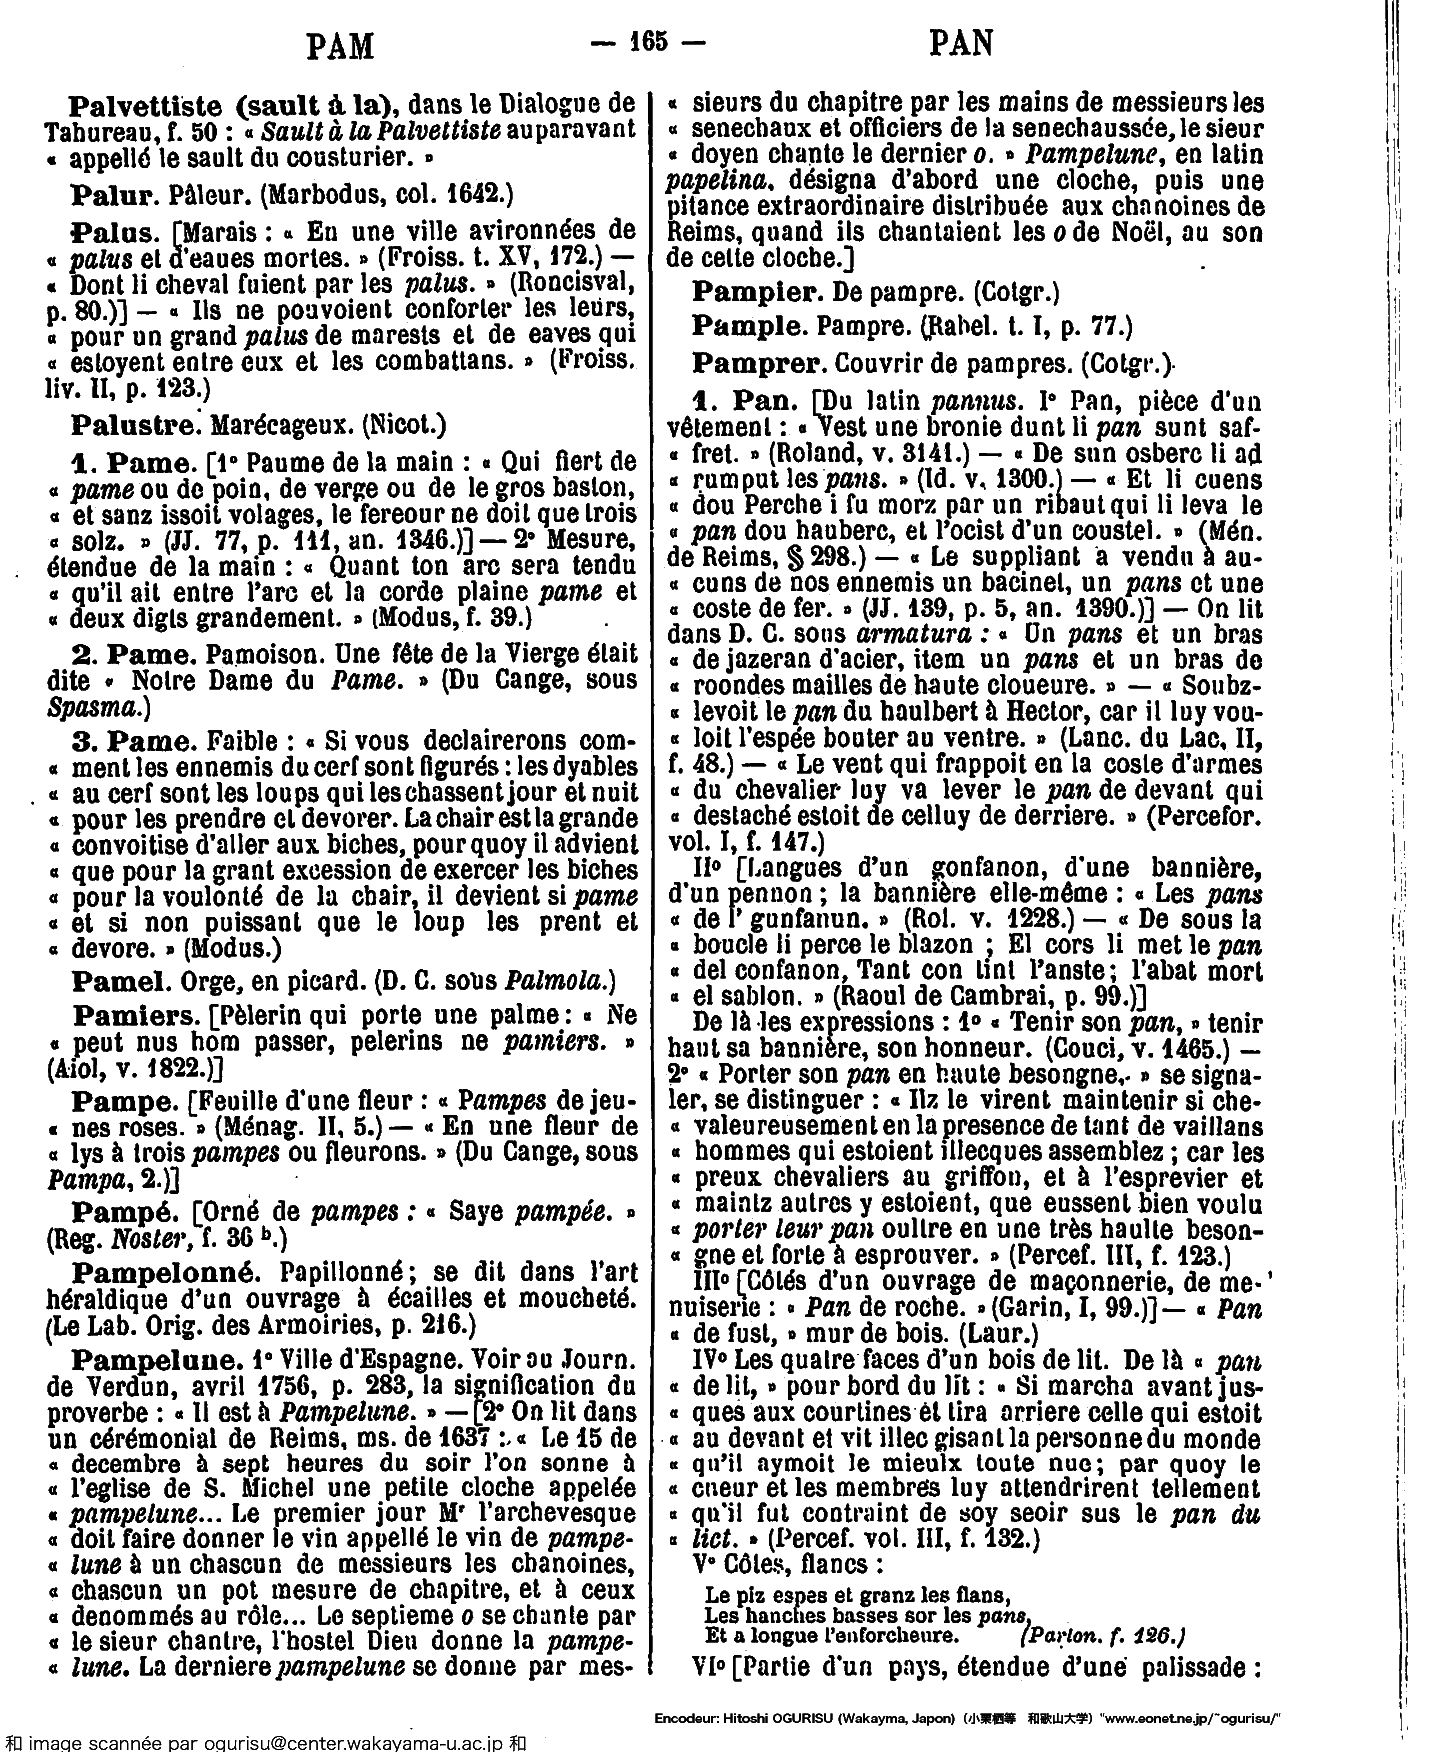 PAM — 165 — PAN
Palvettiste (sault à la), dans le Dialogue de
Tahureau, f. 50 : « Sault à la Palvettiste auparavant
« appellé le sault du cousturier. »
Palur. Pâleur. (Marbodus, col. 1642.)
Palus. [Marais : « En une ville avironnées de
« palus et d'eaues mortes. » (Froiss. t. XV, 172.) —
« Dont li cheval fuient par les palus. » (Roncisval,
p. 80.)] — « Ils ne pouvoient conforter les leurs,
« pour un grand palus de marests et de eaves qui
« estoyent entre eux et les combattans. » (Froiss.
liv. II, p. 123.)
Palustre. Marécageux. (Nicot.)
1. Pame. [1° Paume de la main : « Qui fiert de
« pame ou de poin, de verge ou de le gros baston,
« et sanz issoit volages, le fereour ne doit que trois
« solz. » (JJ. 77, p. 111, an. 1346.)] — 2° Mesure,
étendue de la main : « Quant ton arc sera tendu
« qu'il ait entre l'arc et la corde plaine pame et
« deux digts grandement. » (Modus, f. 39.)
2. Pame. Pamoison. Une fête de la Vierge était
dite « Notre Dame du Pame. » (Du Cange, sous
Spasma.)
3. Pame. Faible : « Si vous declairerons com-
« ment les ennemis du cerf sont figurés : les dyables
« au cerf sont les loups qui les chassent jour et nuit
« pour les prendre et devorer. La chair est la grande
« convoitise d'aller aux biches, pour quoy il advient
« que pour la grant excession de exercer les biches
« pour la voulonté de la chair, il devient si pame
« et si non puissant que le loup les prent et
« devore. » (Modus.)
Pamel. Orge, en picard. (D. C. sous Palmola.)
Pamiers. [Pèlerin qui porte une palme : « Ne
« peut nus hom passer, pelerins ne pamiers. »
(Aiol, v. 1822.)]
Pampe. [Feuille d'une fleur : « Pampes de jeu-
« nes roses. » (Ménag. II, 5.) — « En une fleur de
« lys à trois pampes ou fleurons. » (Du Cange, sous
Pampa, 2.)]
Pampé. [Orné de pampes : « Saye pampée. »
(Reg. Noster, f. 36 b.)
Pampelonné. Papillonné ; se dit dans l'art
héraldique d'un ouvrage à écailles et moucheté.
(Le Lab. Orig. des Armoiries, p. 216.)
Pampelune. 1° Ville d'Espagne. Voir au Journ.
de Verdun, avril 1756, p. 283, la signification du
proverbe : « Il est à Pampelune. » — [2° On lit dans
un cérémonial de Reims, ms. de 1637 : « Le 15 de
« decembre à sept heures du soir l'on sonne à
« l'eglise de S. Michel une petite cloche appelée
« pampelune... Le premier jour Mr l'archevesque
« doit faire donner le vin appellé le vin de pampe-
« lune à un chascun de messieurs les chanoines,
« chascun un pot mesure de chapitre, et à ceux
« denommés au rôle... Le septieme o se chante par
« le sieur chantre, l'hostel Dieu donne la pampe-
« lune. La derniere pampelune se donne par mes-
« sieurs du chapitre par les mains de messieurs les
« senechaux et officiers de la senechaussée, le sieur
« doyen chante le dernier o. » Pampelune, en latin
papelina, désigna d'abord une cloche, puis une
pitance extraordinaire distribuée aux chanoines de
Reims, quand ils chantaient les o de Noël, au son
de cette cloche.]
Pampier. De pampre. (Cotgr.)
Pample. Pampre. (Rabel. t. I, p. 77.)
Pamprer. Couvrir de pampres. (Cotgr.)
1. Pan. [Du latin pannus. I° Pan, pièce d'un
vêtement : « Vest une bronie dunt li pan sunt saf-
« fret. » (Roland, v. 3141.) — « De sun osberc li ad
« rumput les pans. » (Id. v. 1300.) — « Et li cuens
« dou Perche i fu morz par un ribaut qui li leva le
« pan dou hauberc, et l'ocist d'un coustel. » (Mén.
de Reims, § 298.) — « Le suppliant a vendu à au-
« cuns de nos ennemis un bacinet, un pans et une
« coste de fer. » (JJ. 139, p. 5, an. 1390.)] — On lit
dans D. C. sous armatura : « Un pans et un bras
« de jazeran d'acier, item un pans et un bras de
« roondes mailles de haute cloueure. » — « Soubz-
« levoit le pan du haulbert à Hector, car il luy vou-
« loit l'espée bouter au ventre. » (Lanc. du Lac, II,
f. 48.) — « Le vent qui frappoit en la coste d'armes
« du chevalier luy va lever le pan de devant qui
« destaché estoit de celluy de derriere. » (Percefor.
vol. I, f. 147.)
II° [Langues d'un gonfanon, d'une bannière,
d'un pennon ; la bannière elle-même : « Les pans
« de l' gunfanun. » (Rol. v. 1228.) — « De sous la
« boucle li perce le blazon ; El cors li met le pan
« del confanon, Tant con tint l'anste ; l'abat mort
« el sablon. » (Raoul de Cambrai, p. 99.)]
De là les expressions : 1° « Tenir son pan, » tenir
haut sa bannière, son honneur. (Couci, v. 1465.) —
2° « Porter son pan en haute besongne, » se signa-
ler, se distinguer : « Ilz le virent maintenir si che-
« valeureusement en la presence de tant de vaillans
« hommes qui estoient illecques assemblez ; car les
« preux chevaliers au griffon, et à l'esprevier et
« maintz autres y estoient, que eussent bien voulu
« porter leur pan oultre en une très haulte beson-
« gne et forte à esprouver. » (Percef. III, f. 123.)
III° [Côtés d'un ouvrage de maçonnerie, de me-
nuiserie : « Pan de roche. » (Garin, I, 99.)] — « Pan
« de fust, » mur de bois. (Laur.)
IV° Les quatre faces d'un bois de lit. De là « pan
« de lit, » pour bord du lit : « Si marcha avant jus-
« ques aux courtines et tira arriere celle qui estoit
« au devant et vit illec gisant la personne du monde
« qu'il aymoit le mieulx toute nue ; par quoy le
« cueur et les membres luy attendrirent tellement
« qu'il fut contraint de soy seoir sus le pan du
« lict. » (Percef. vol. III, f. 132.)
V° Côtés, flancs :
Le piz espes et granz les flans,
Les hanches basses sor les pans,
Et a longue l'enforcheure. (Parton. f. 126.)
VI° [Partie d'un pays, étendue d'une palissade :
Encodeur: Hitoshi OGURISU (Wakayma, Japon) (小栗栖等 和歌山大学) "www.eonet.ne.jp/~ogurisu/"
和 image scannée par ogurisu@center.wakayama-u.ac.jp 和